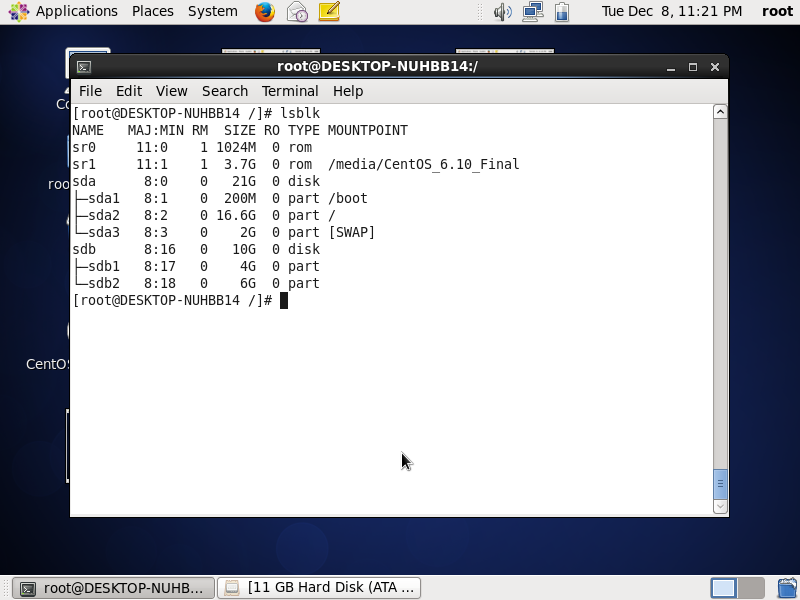 Applications Places System Tue Dec 8, 11:21 PM root
root@DESKTOP-NUHBB14:/
File Edit View Search Terminal Help
[root@DESKTOP-NUHBB14 /]# lsblk
NAME   MAJ:MIN RM   SIZE RO TYPE MOUNTPOINT
sr0     11:0    1 1024M  0 rom
sr1     11:1    1  3.7G  0 rom  /media/CentOS_6.10_Final
sda      8:0    0   21G  0 disk
├─sda1   8:1    0  200M  0 part /boot
├─sda2   8:2    0 16.6G  0 part /
└─sda3   8:3    0    2G  0 part [SWAP]
sdb      8:16   0   10G  0 disk
├─sdb1   8:17   0    4G  0 part
└─sdb2   8:18   0    6G  0 part
[root@DESKTOP-NUHBB14 /]#
Co
roo
CentOS
root@DESKTOP-NUHB... [11 GB Hard Disk (ATA ...